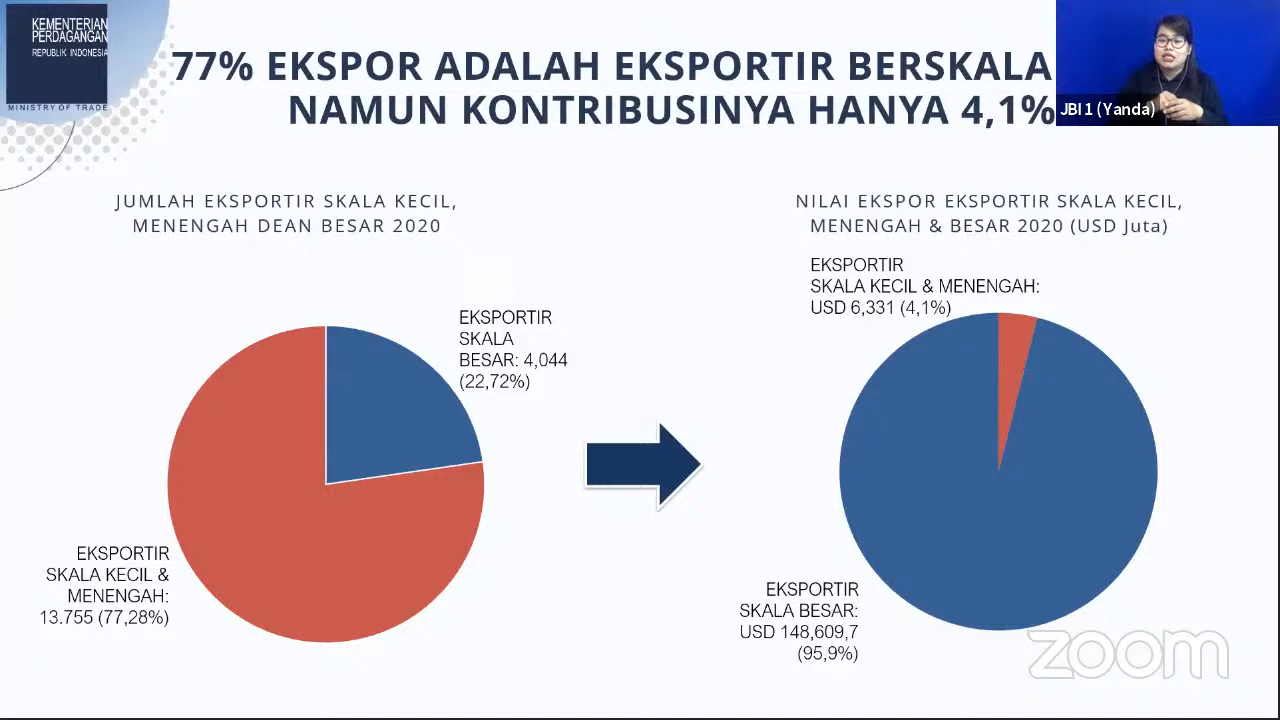 KEMENTERIAN
PERDAGANGAN
REPUBLIK INDONESIA
MINISTRY OF TRADE
77% EKSPOR ADALAH EKSPORTIR BERSKALA
NAMUN KONTRIBUSINYA HANYA 4,1%
JBI 1 (Yanda)
JUMLAH EKSPORTIR SKALA KECIL,
MENENGAH DEAN BESAR 2020
EKSPORTIR
SKALA
BESAR: 4,044
(22,72%)
EKSPORTIR
SKALA KECIL &
MENENGAH:
13.755 (77,28%)
NILAI EKSPOR EKSPORTIR SKALA KECIL,
MENENGAH & BESAR 2020 (USD Juta)
EKSPORTIR
SKALA KECIL & MENENGAH:
USD 6,331 (4,1%)
EKSPORTIR
SKALA BESAR:
USD 148,609,7
(95,9%)
zoom